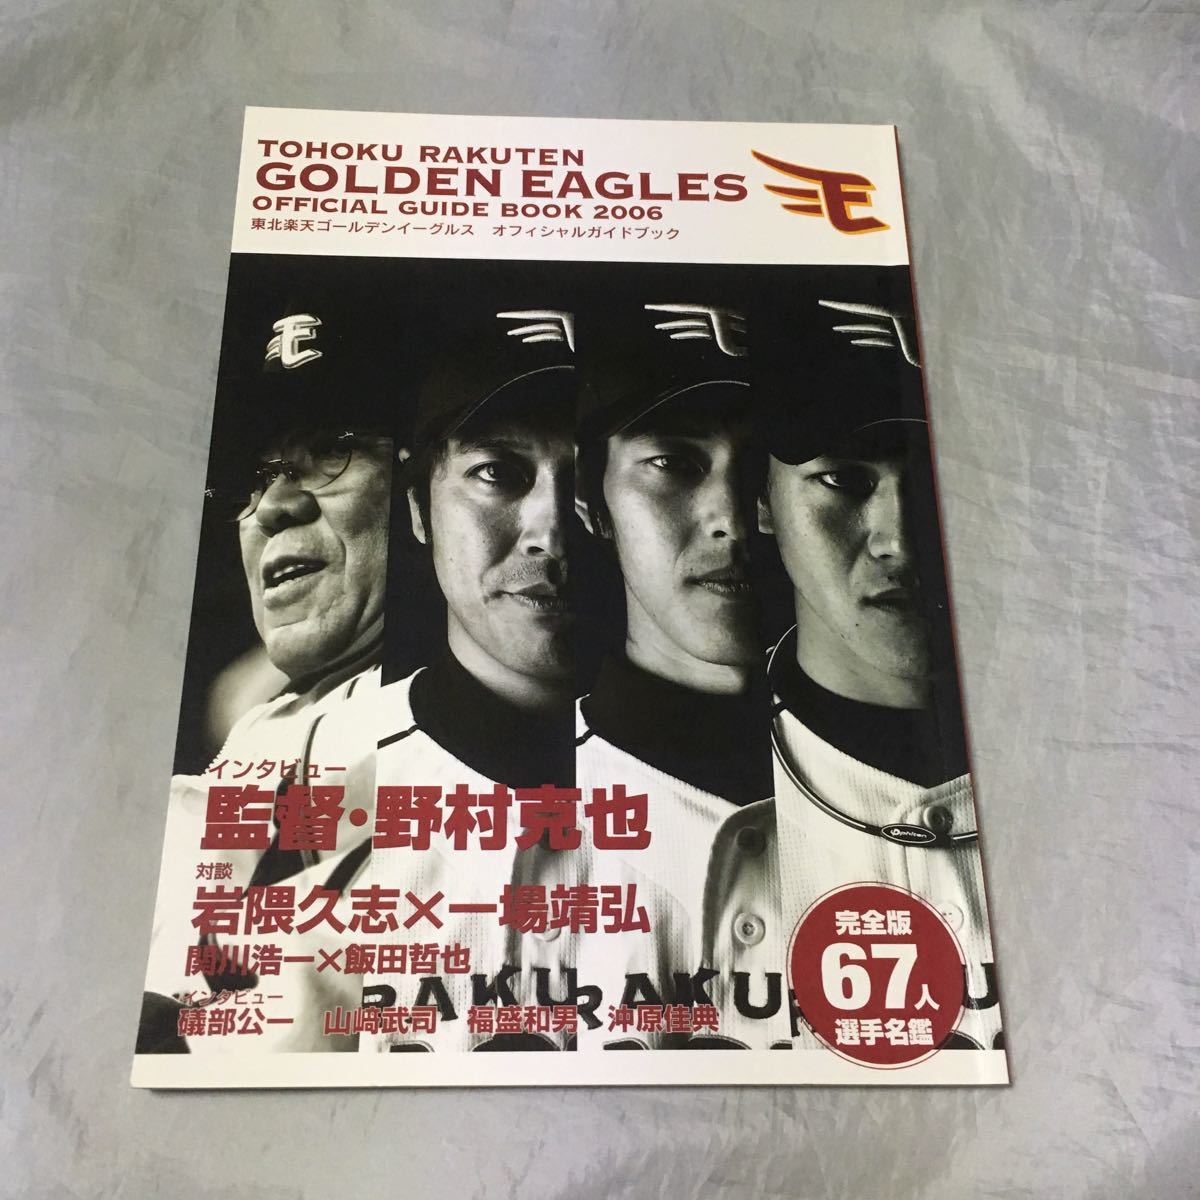 TOHOKU RAKUTEN
GOLDEN EAGLES
OFFICIAL GUIDE BOOK 2006
東北楽天ゴールデンイーグルス オフィシャルガイドブック
E
E
インタビュー
監督・野村克也
対談
岩隈久志×一場靖弘
関川浩一×飯田哲也
インタビュー
礒部公一 山﨑武司 福盛和男 沖原佳典
phiten
RAKU
RAKU
U
完全版
67人
選手名鑑